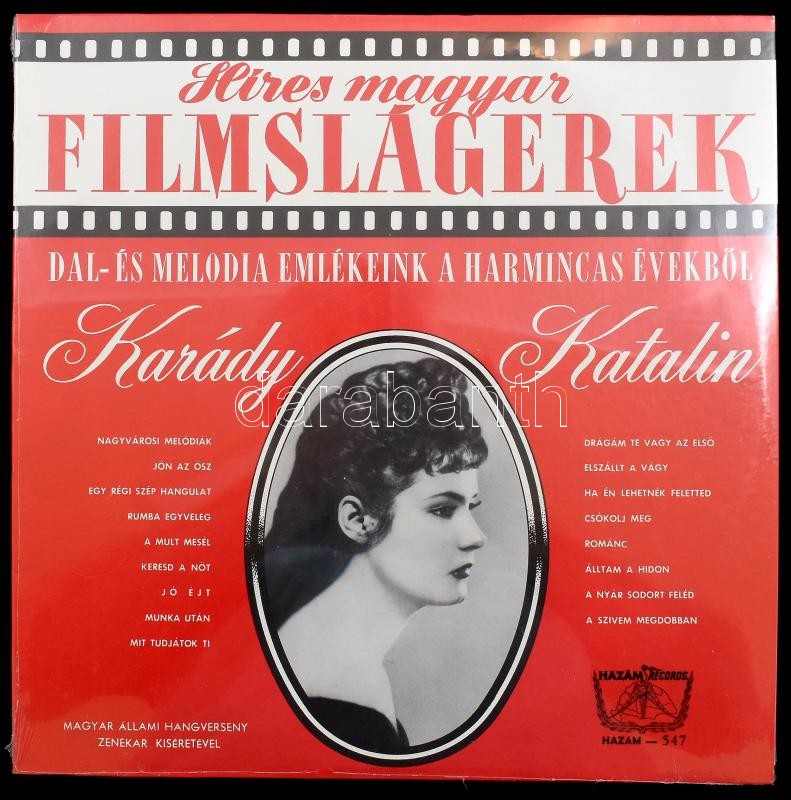 Híres magyar
FILMSLÁGEREK
DAL-ÉS MELODIA EMLÉKEINK A HARMINCAS ÉVEKBŐL
Karády Katalin
darabanth
NAGYVÁROSI MELÓDIÁK
JÖN AZ ŐSZ
EGY RÉGI SZÉP HANGULAT
RUMBA EGYVELEG
A MULT MESÉL
KERESD A NŐT
JÓ ÉJT
MUNKA UTÁN
MIT TUDJÁTOK TI
DRÁGÁM TE VAGY AZ ELSŐ
ELSZÁLLT A VÁGY
HA ÉN LEHETNÉK FELETTED
CSÓKOLJ MEG
ROMÁNC
ÁLLTAM A HIDON
A NYÁR SODORT FELÉD
A SZIVEM MEGDOBBAN
MAGYAR ÁLLAMI HANGVERSENY
ZENEKAR KISÉRETÉVEL
HAZÁM RECORDS
HAZÁM — 547